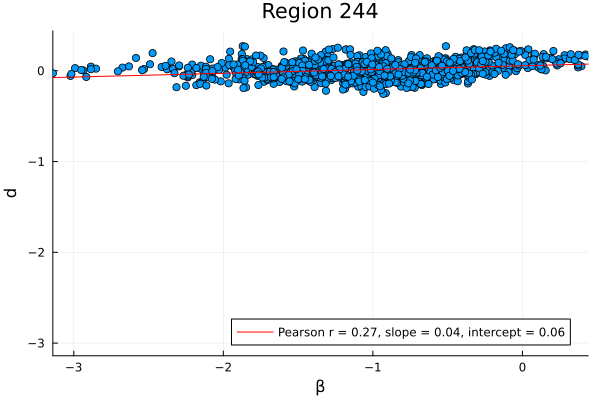 Region 244
d
0
−1
−2
−3
Pearson r = 0.27, slope = 0.04, intercept = 0.06
−3 −2 −1 0
β